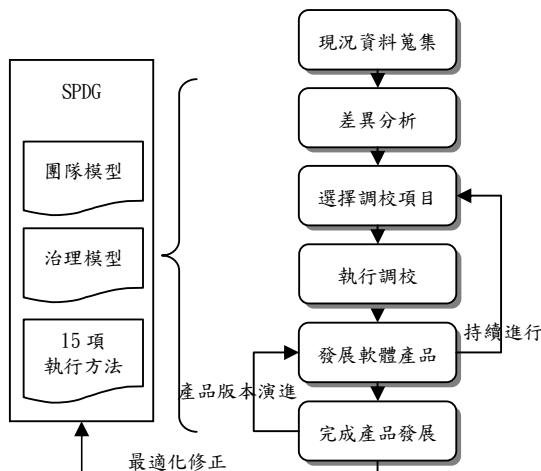 SPDG
團隊模型
治理模型
15 項
執行方法
現況資料蒐集
差異分析
選擇調校項目
執行調校
發展軟體產品
持續進行
產品版本演進
完成產品發展
最適化修正